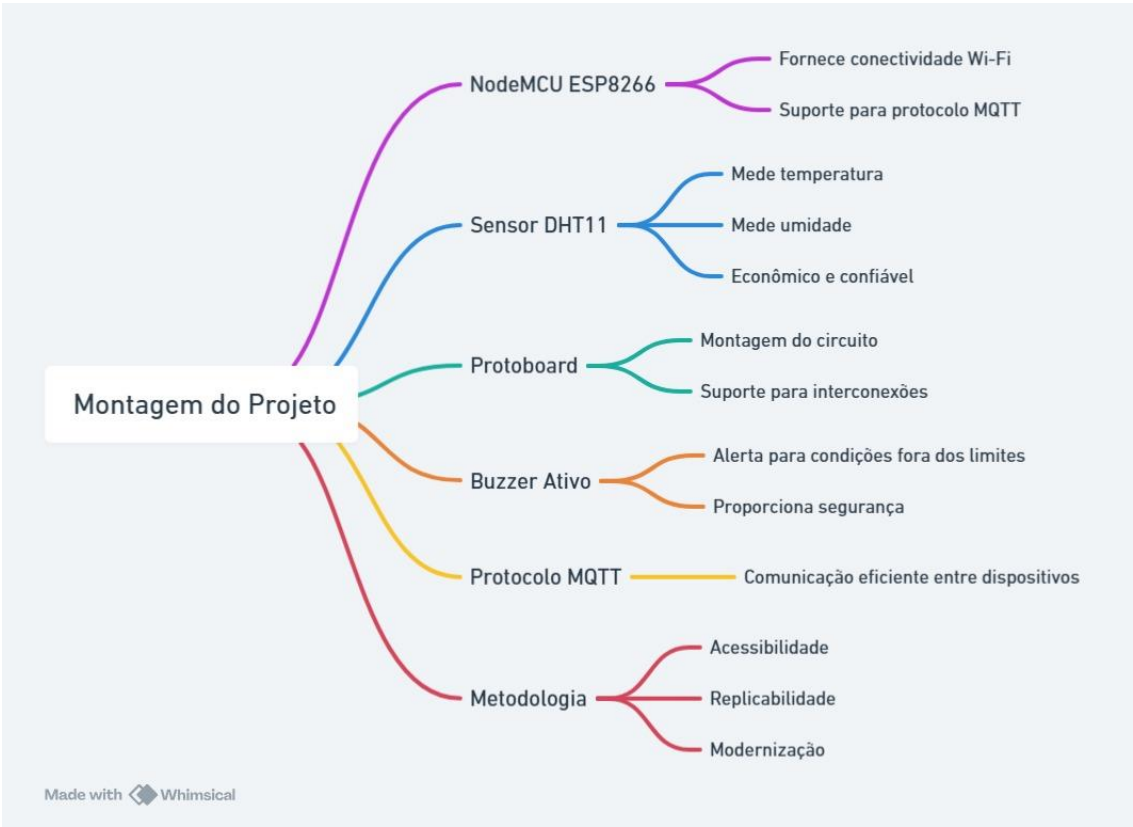 Montagem do Projeto
NodeMCU ESP8266
Fornece conectividade Wi-Fi
Suporte para protocolo MQTT
Sensor DHT11
Mede temperatura
Mede umidade
Econômico e confiável
Protoboard
Montagem do circuito
Suporte para interconexões
Buzzer Ativo
Alerta para condições fora dos limites
Proporciona segurança
Protocolo MQTT
Comunicação eficiente entre dispositivos
Metodologia
Acessibilidade
Replicabilidade
Modernização
Made with Whimsical